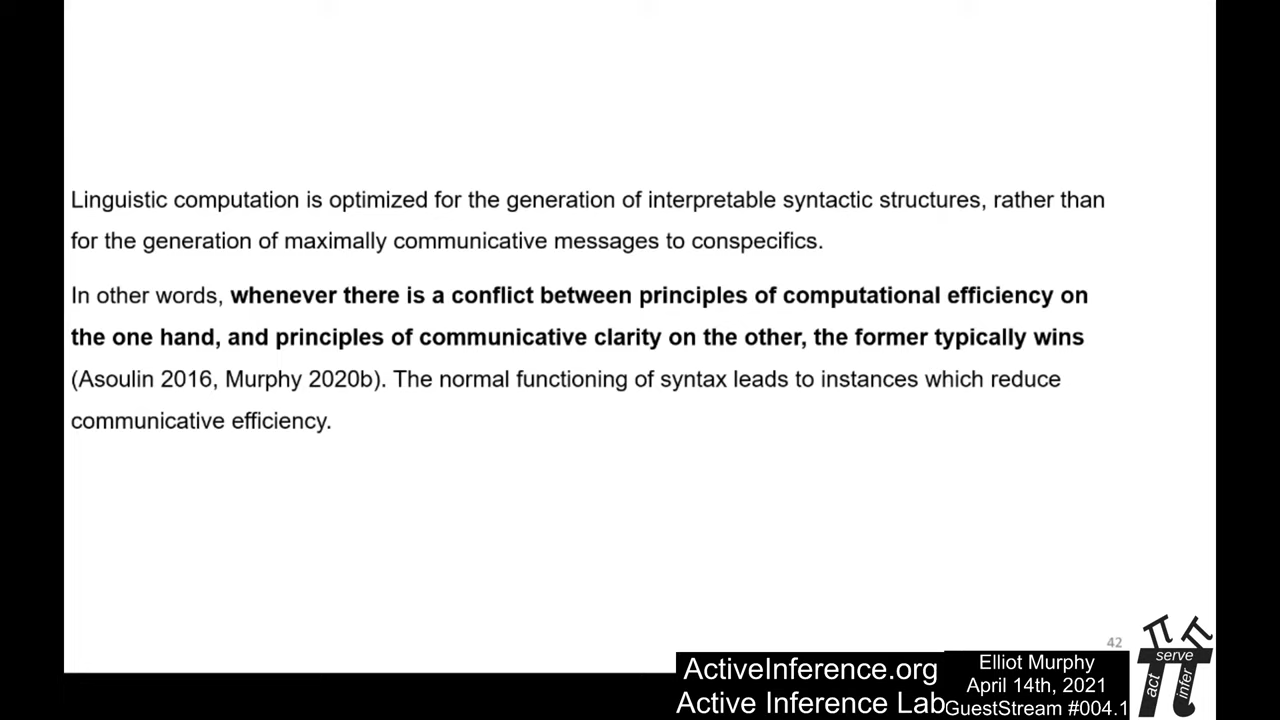 Linguistic computation is optimized for the generation of interpretable syntactic structures, rather than
for the generation of maximally communicative messages to conspecifics.
In other words, whenever there is a conflict between principles of computational efficiency on
the one hand, and principles of communicative clarity on the other, the former typically wins
(Asoulin 2016, Murphy 2020b). The normal functioning of syntax leads to instances which reduce
communicative efficiency.
42
ActiveInference.org
Active Inference Lab
Elliot Murphy
April 14th, 2021
GuestStream #004.1
serve
act
infer